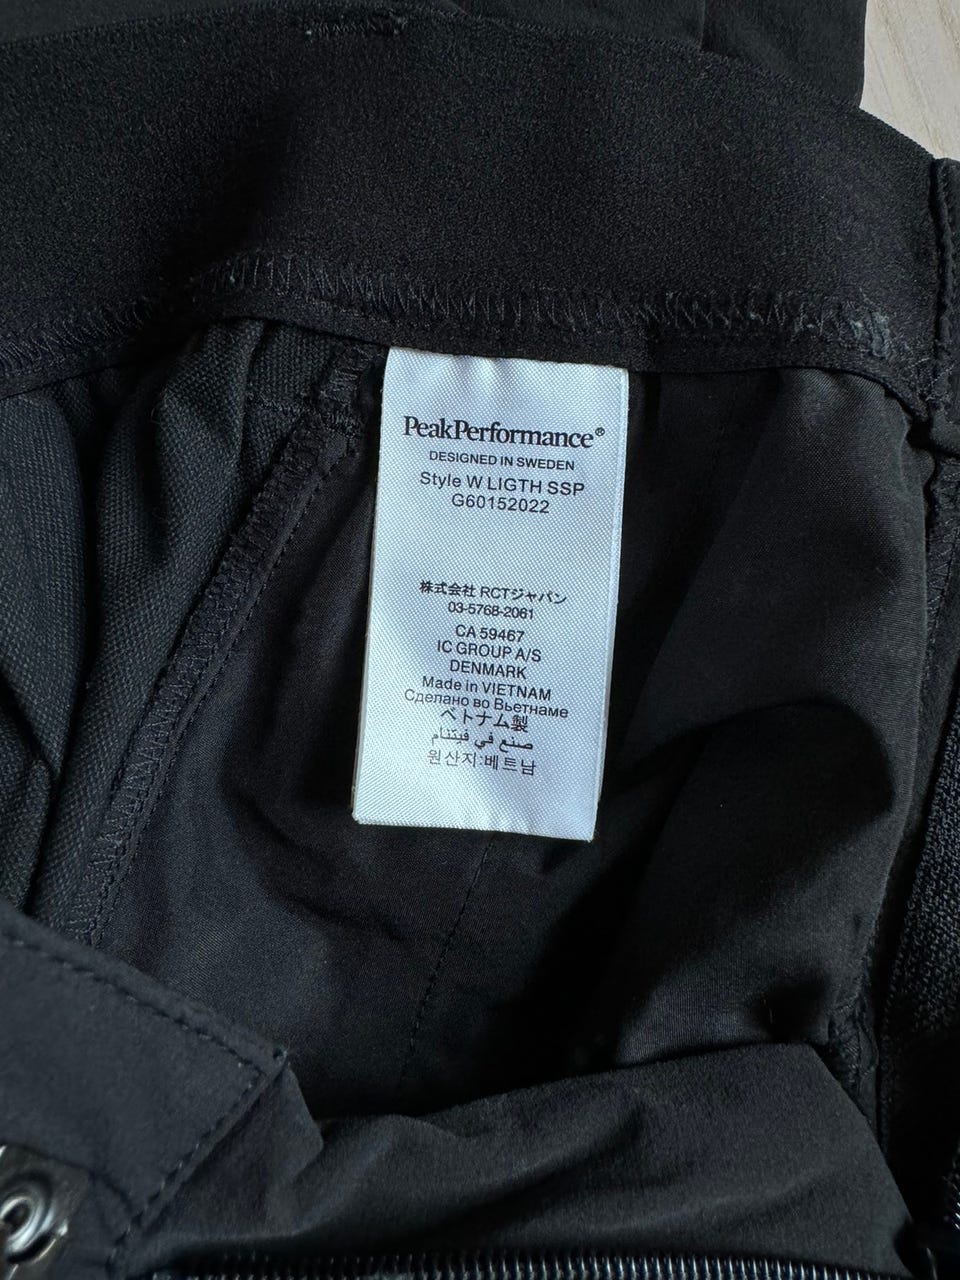 PeakPerformance®
DESIGNED IN SWEDEN
Style W LIGTH SSP
G60152022
株式会社 RCTジャパン
03-5768-2061
CA 59467
IC GROUP A/S
DENMARK
Made in VIETNAM
Сделано во Вьетнаме
ベトナム製
صنع في فيتنام
원산지:베트남